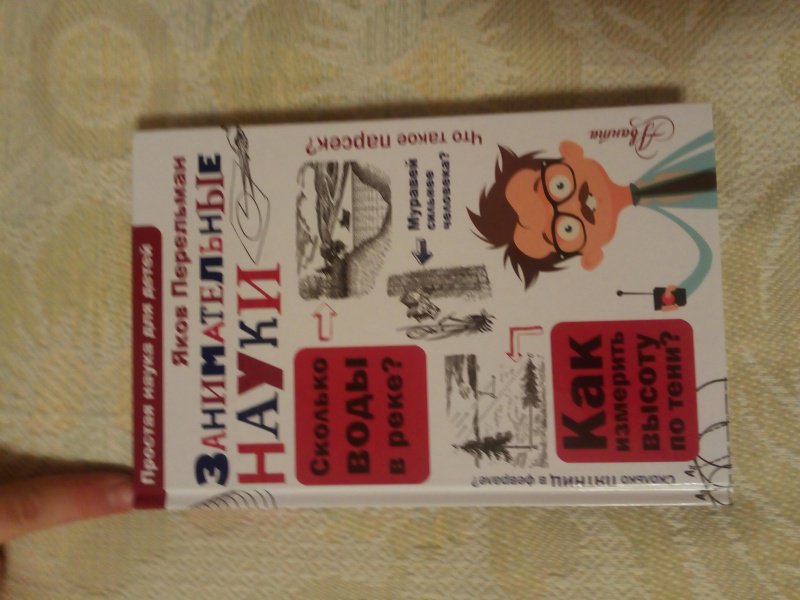 Простая наука для детей
Яков Перельман
ЗАНИМАТЕЛЬНЫЕ
НАУКИ
Что такое парсек?
Сколько
ВОДЫ
в реке?
Муравей
сильнее
человека?
Как
измерить
ВЫСОТУ
по тени?
Сколько ПЯТНИЦ в феврале?
Аванта